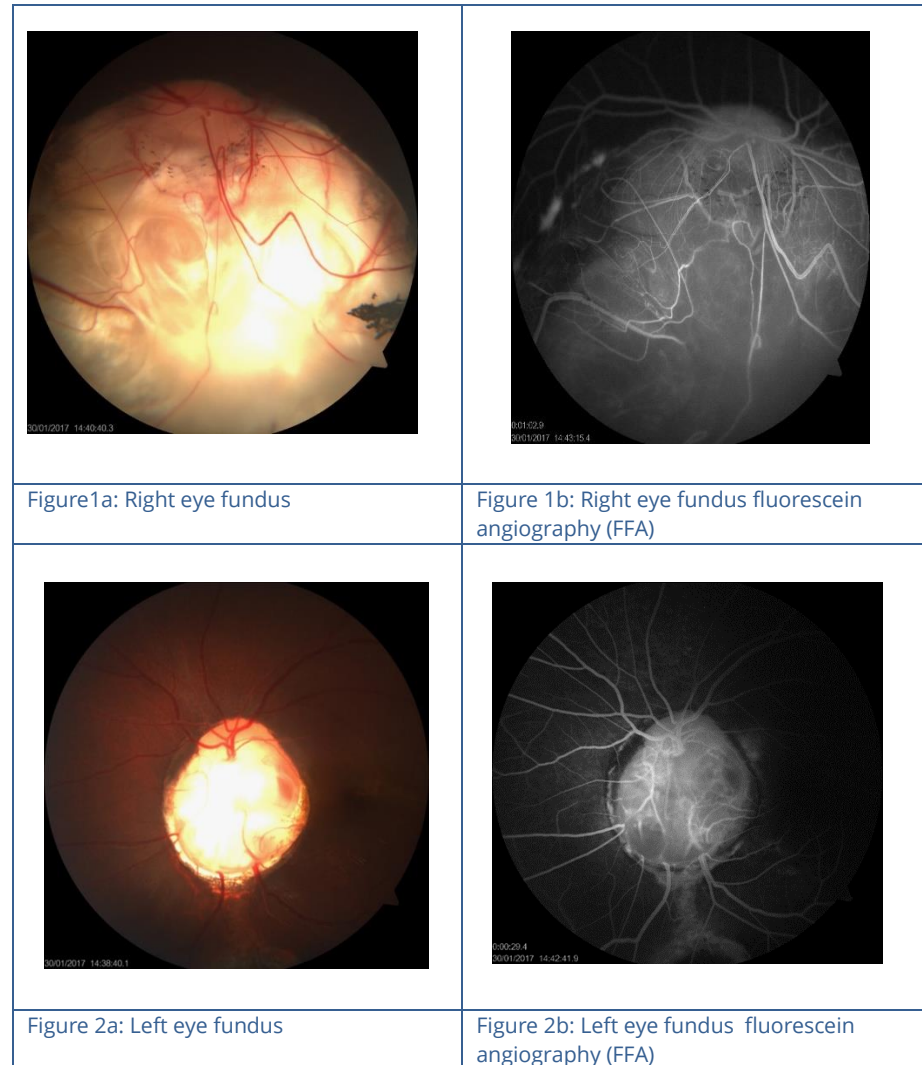 30/01/2017 14:40:40.3
0:01:02.9
30/01/2017 14:43:15.4
Figure1a: Right eye fundus
Figure 1b: Right eye fundus fluorescein
angiography (FFA)
30/01/2017 14:38:40.1
0:00:29.4
30/01/2017 14:42:41.9
Figure 2a: Left eye fundus
Figure 2b: Left eye fundus fluorescein
angiography (FFA)